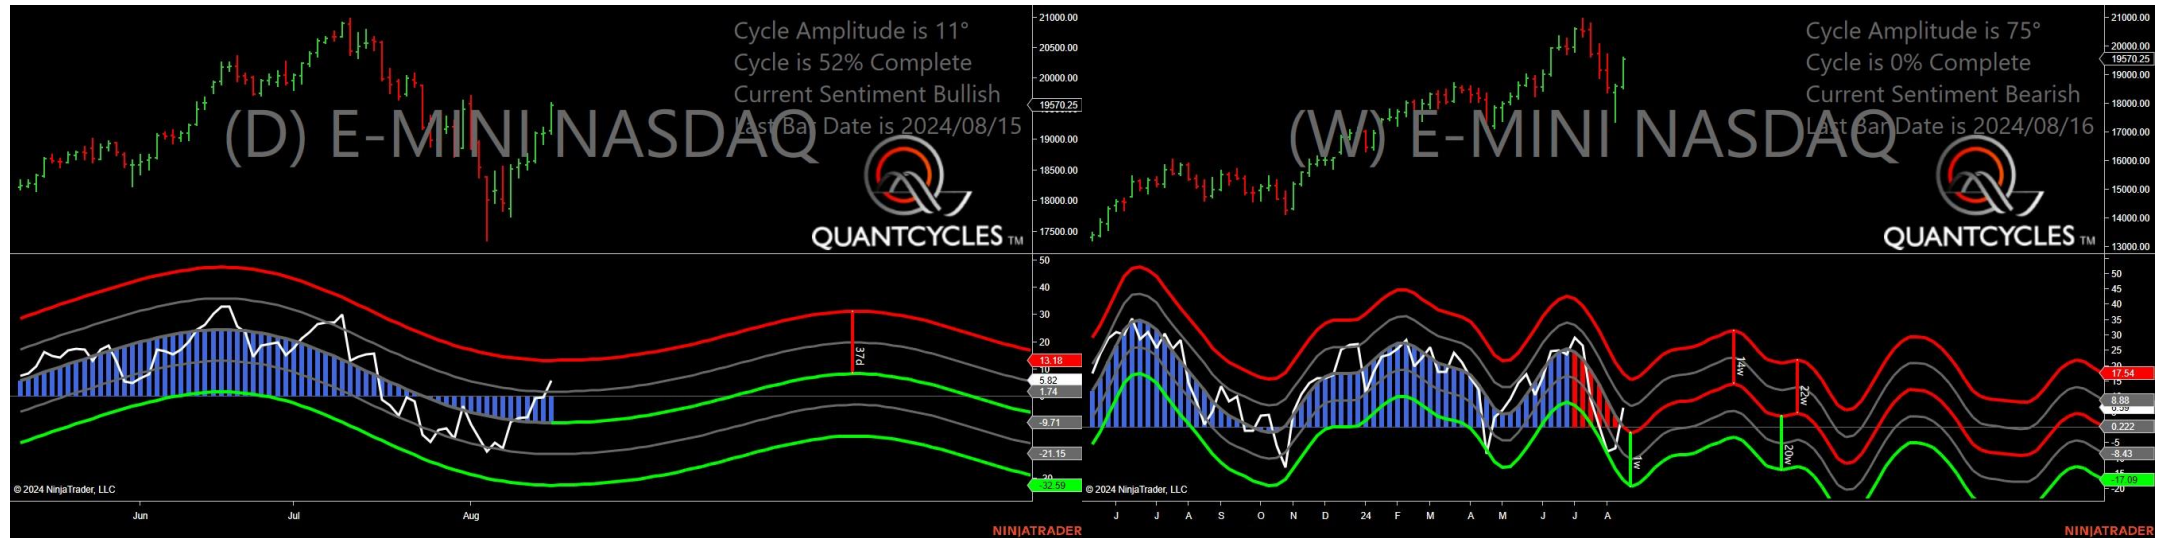 Cycle Amplitude is 11°
Cycle is 52% Complete
Current Sentiment Bullish
Last Bar Date is 2024/08/15
(D) E-MINI NASDAQ
QUANTCYCLES TM
21000.00
20500.00
20000.00
19570.25
19000.00
18500.00
18000.00
17500.00
50
40
30
20
13.18
10
5.82
1.74
-9.71
-21.15
-32.59
37d
© 2024 NinjaTrader, LLC
Jun
Jul
Aug
NINJATRADER
Cycle Amplitude is 75°
Cycle is 0% Complete
Current Sentiment Bearish
Last Bar Date is 2024/08/16
(W) E-MINI NASDAQ
QUANTCYCLES TM
21000.00
20000.00
19570.25
19000.00
18000.00
17000.00
16000.00
15000.00
14000.00
13000.00
50
45
40
35
30
25
20
17.54
15
8.88
0.222
-5
-8.43
-17.09
-20
14w
22w
20w
1w
© 2024 NinjaTrader, LLC
J J A S O N D 24 F M A M J J A
NINJATRADER